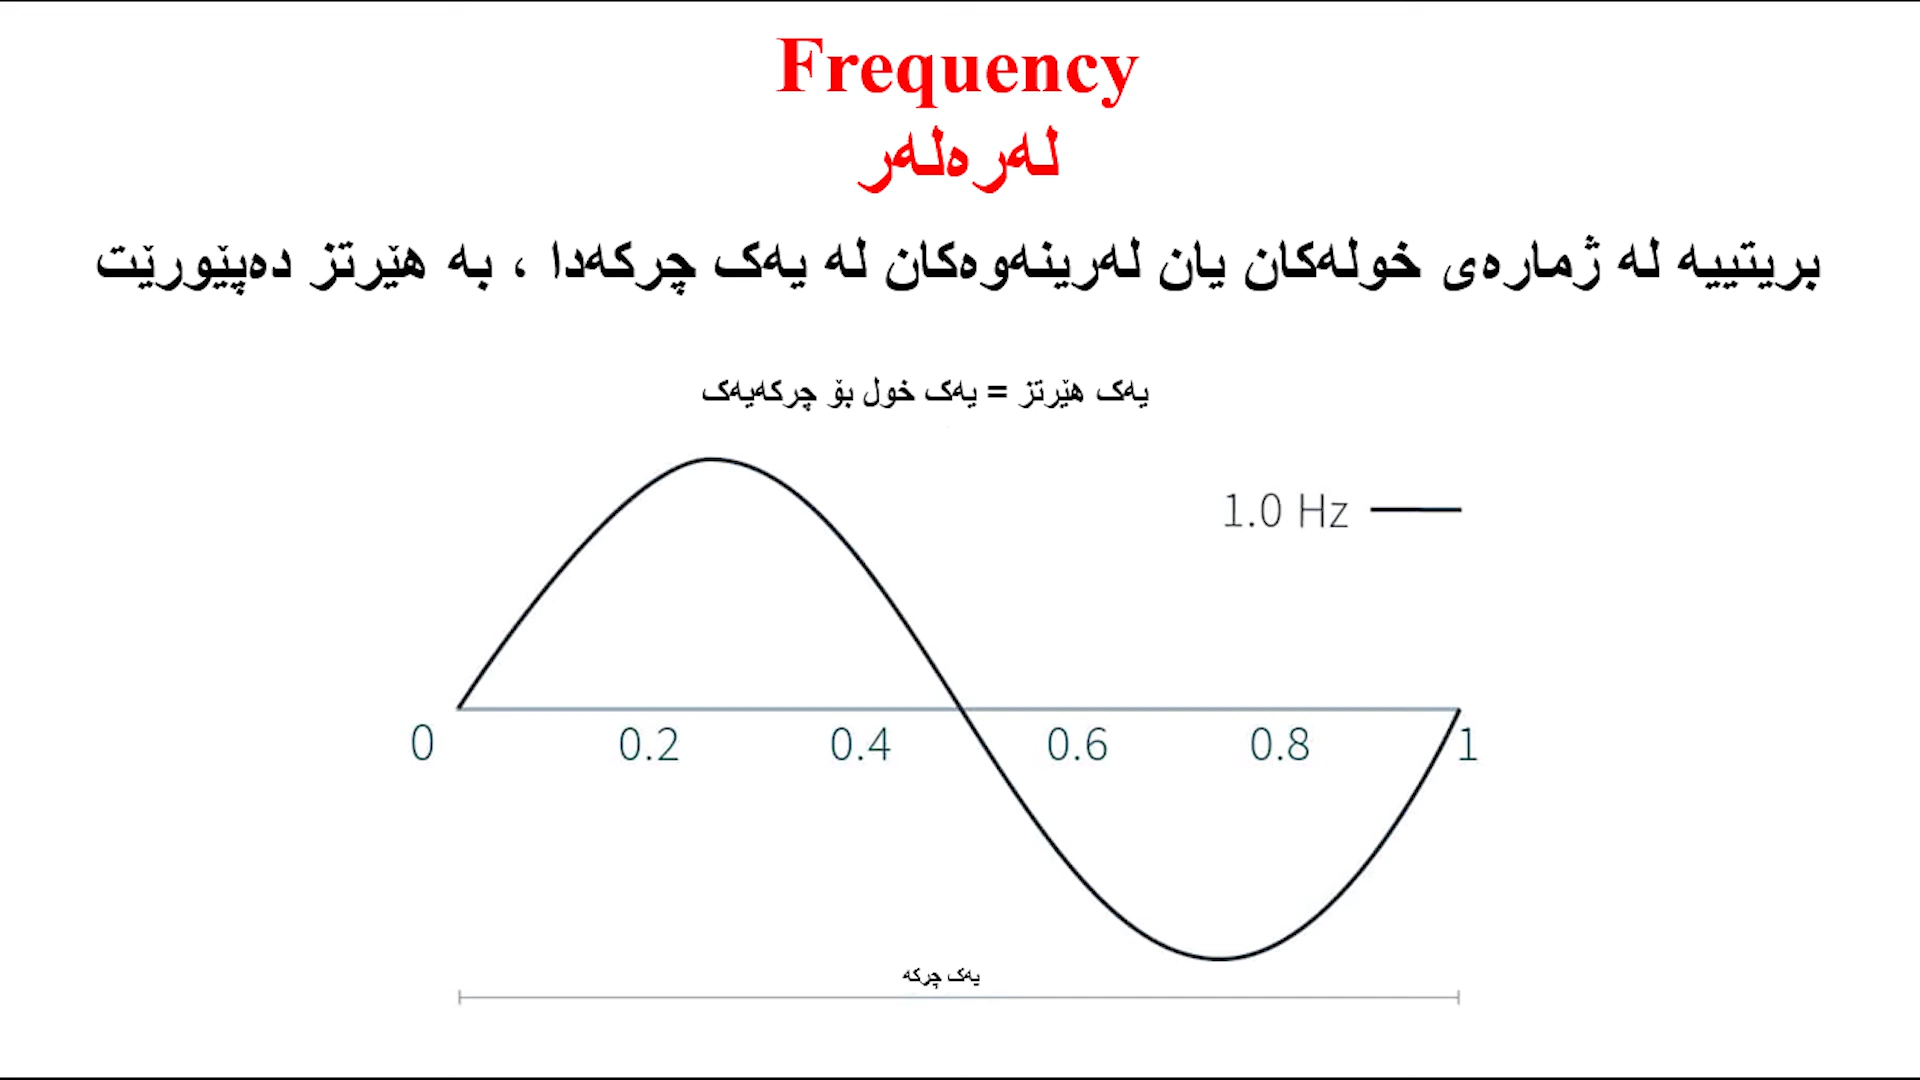 Frequency
لەرەلەر
بریتییە لە ژمارەی خولەکان یان لەرینەوەکان لە یەک چرکەدا ، بە هێرتز دەپێورێت
یەک هێرتز = یەک خول بۆ چرکەیەک
1.0 Hz
0 0.2 0.4 0.6 0.8 1
یەک چرکە